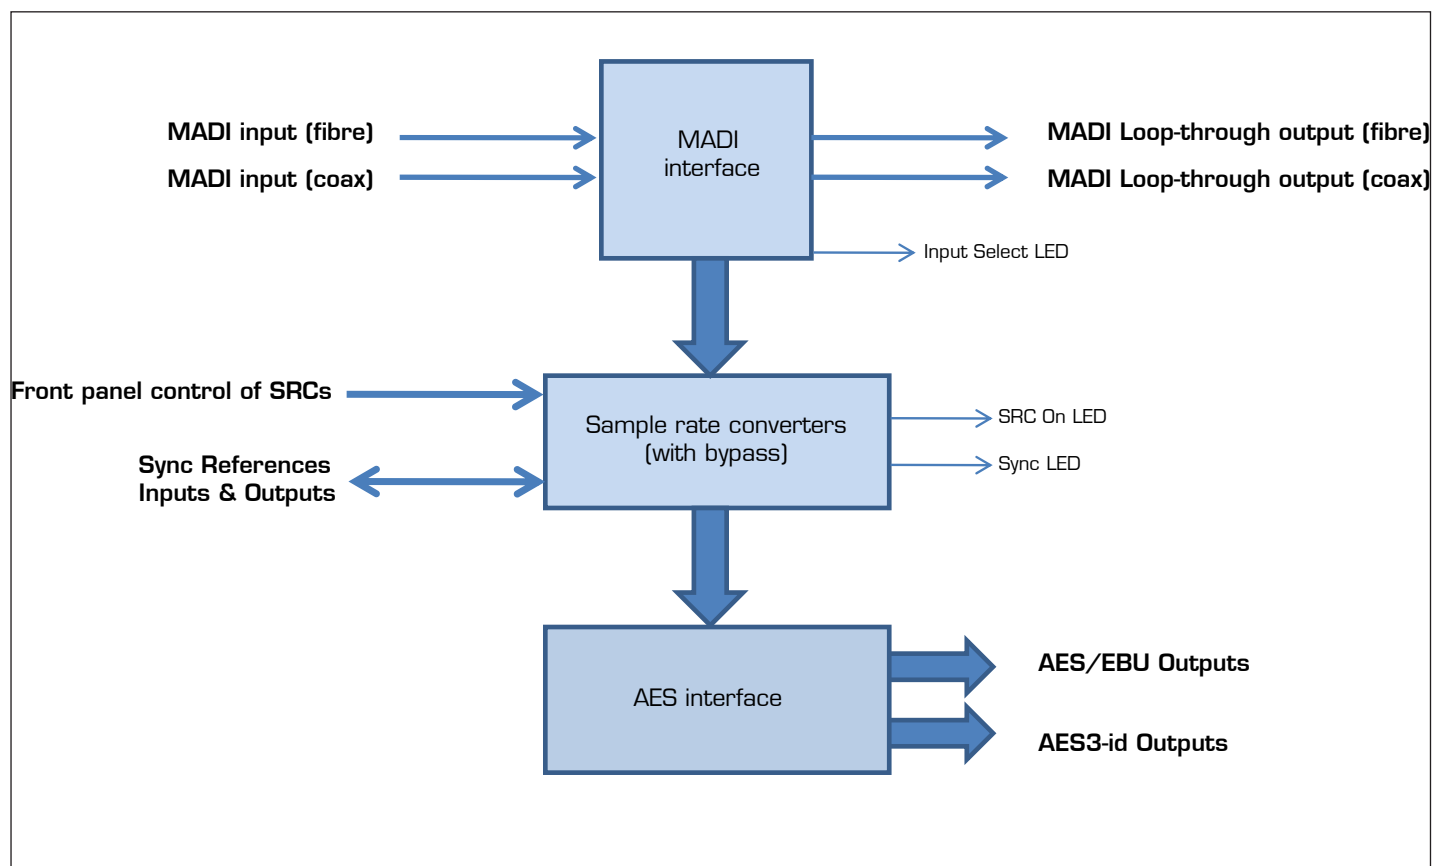 MADI input (fibre)
MADI input (coax)
MADI
interface
MADI Loop-through output (fibre)
MADI Loop-through output (coax)
Input Select LED
Front panel control of SRCs
Sync References
Inputs & Outputs
Sample rate converters
(with bypass)
SRC On LED
Sync LED
AES interface
AES/EBU Outputs
AES3-id Outputs